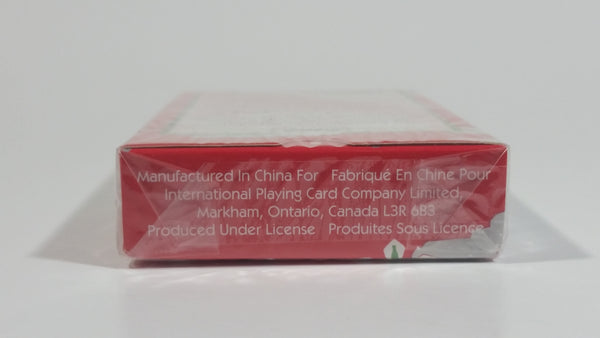 Manufactured In China For Fabriqué En Chine Pour
International Playing Card Company Limited,
Markham, Ontario, Canada L3R 6B3
Produced Under License Produites Sous Licence